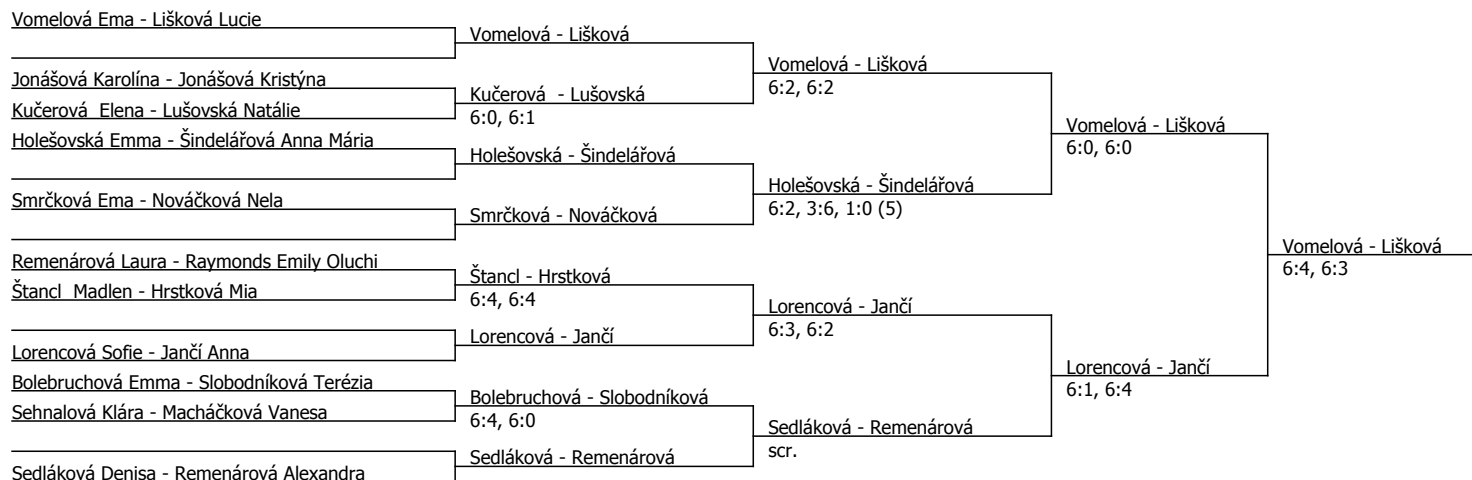 Vomelová Ema - Lišková Lucie
Vomelová - Lišková
Vomelová - Lišková
6:2, 6:2
Jonášová Karolína - Jonášová Kristýna
Kučerová  - Lušovská
6:0, 6:1
Kučerová  Elena - Lušovská Natálie
Vomelová - Lišková
6:0, 6:0
Holešovská Emma - Šindelářová Anna Mária
Holešovská - Šindelářová
Holešovská - Šindelářová
6:2, 3:6, 1:0 (5)
Smrčková Ema - Nováčková Nela
Smrčková - Nováčková
Vomelová - Lišková
6:4, 6:3
Remenárová Laura - Raymonds Emily Oluchi
Štancl - Hrstková
6:4, 6:4
Štancl  Madlen - Hrstková Mia
Lorencová - Jančí
6:3, 6:2
Lorencová - Jančí
Lorencová Sofie - Jančí Anna
Lorencová - Jančí
6:1, 6:4
Bolebruchová Emma - Slobodníková Terézia
Bolebruchová - Slobodníková
6:4, 6:0
Sehnalová Klára - Macháčková Vanesa
Sedláková - Remenárová
scr.
Sedláková - Remenárová
Sedláková Denisa - Remenárová Alexandra